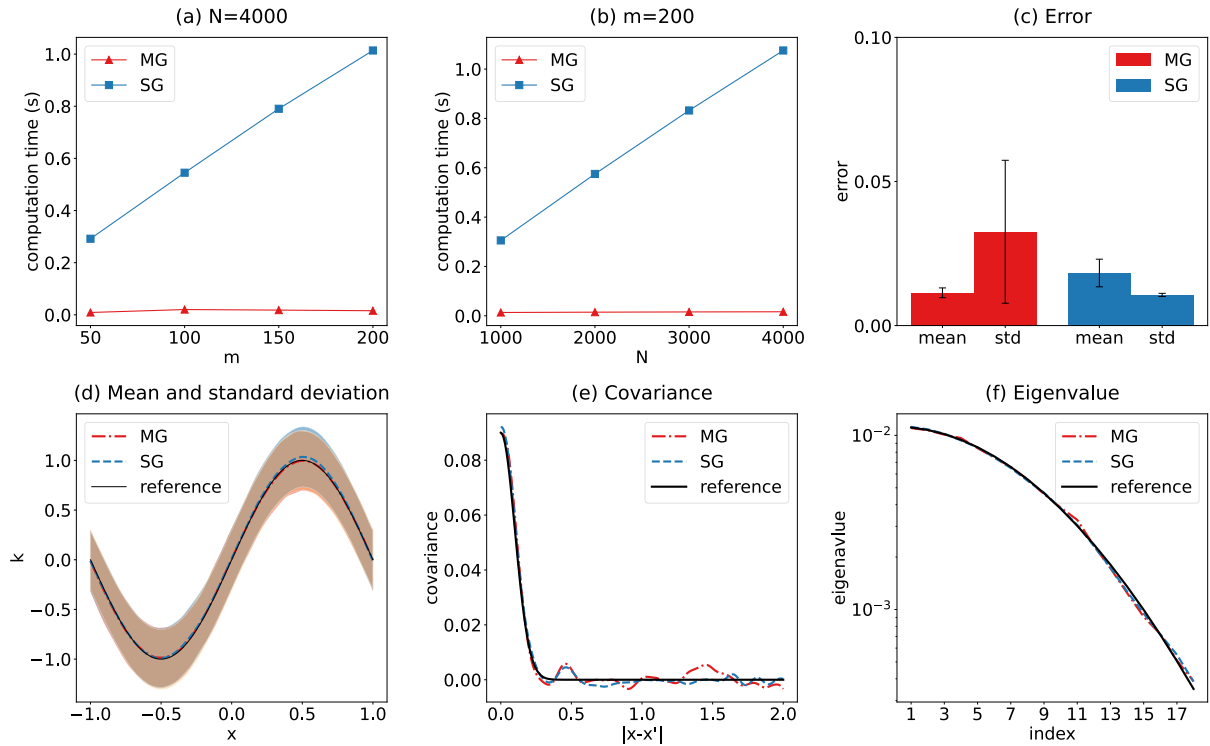 (a) N=4000
1.0
0.8
0.6
0.4
0.2
0.0
computation time (s)
MG
SG
50
100
150
200
m
(b) m=200
1.0
0.8
0.6
0.4
0.2
0.0
computation time (s)
MG
SG
1000
2000
3000
4000
N
(c) Error
0.10
0.05
0.00
error
MG
SG
mean
std
mean
std
(d) Mean and standard deviation
1.0
0.5
0.0
−0.5
−1.0
k
MG
SG
reference
−1.0
−0.5
0.0
0.5
1.0
x
(e) Covariance
0.08
0.06
0.04
0.02
0.00
covariance
MG
SG
reference
0.0
0.5
1.0
1.5
2.0
|x-x'|
(f) Eigenvalue
10⁻²
10⁻³
eigenavlue
MG
SG
reference
1
3
5
7
9
11
13
15
17
index